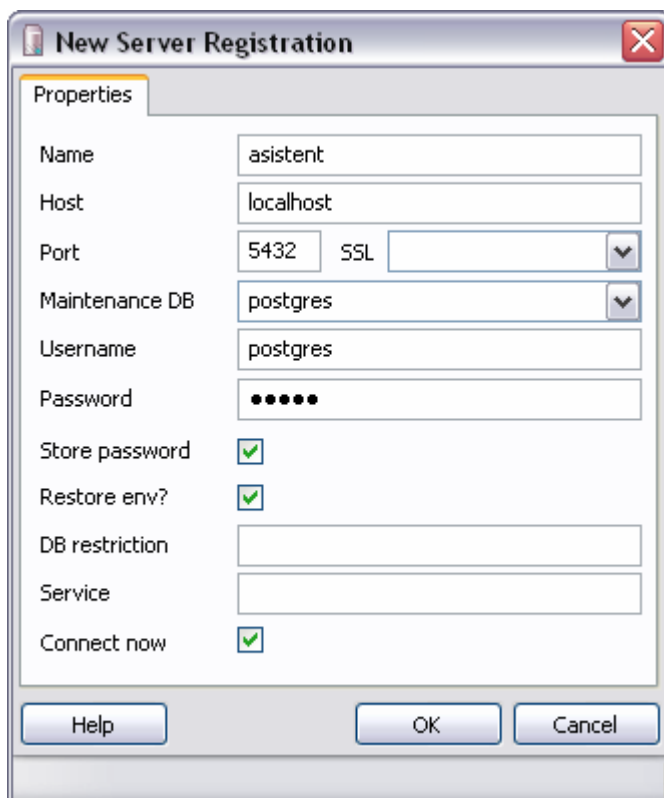 New Server Registration
Properties
Name asistent
Host localhost
Port 5432 SSL
Maintenance DB postgres
Username postgres
Password •••••
Store password
Restore env?
DB restriction
Service
Connect now
Help OK Cancel